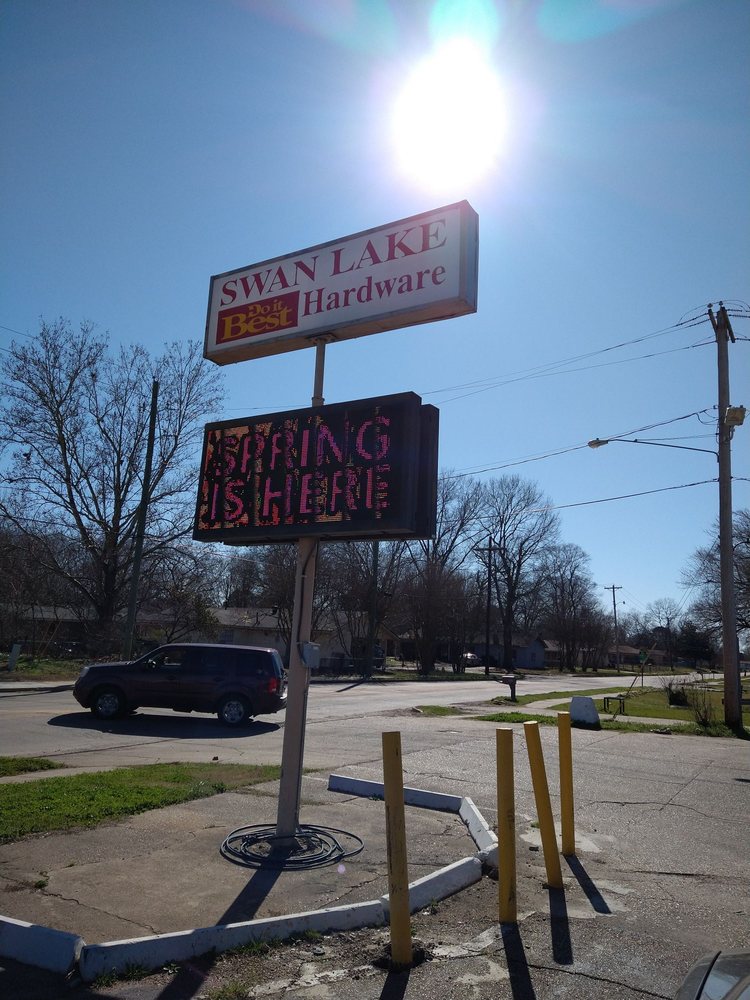 SWAN LAKE
Do it
Best
Hardware
SPRING
IS HERE